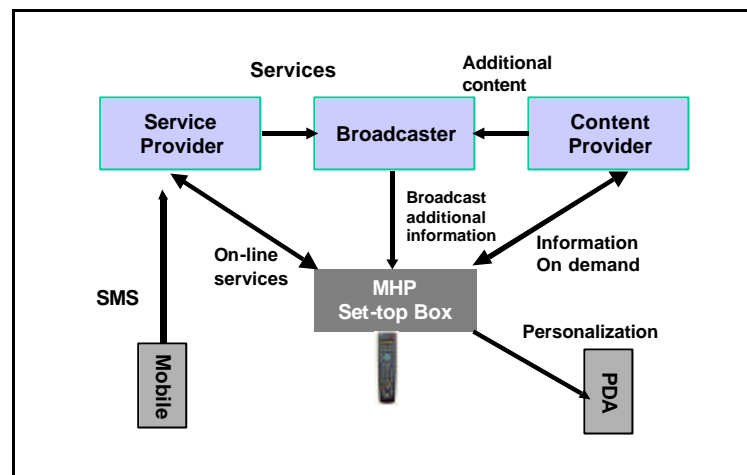 Services
Additional
content
Service
Provider
Broadcaster
Content
Provider
Broadcast
additional
information
On-line
services
Information
On demand
SMS
MHP
Set-top Box
Personalization
Mobile
PDA